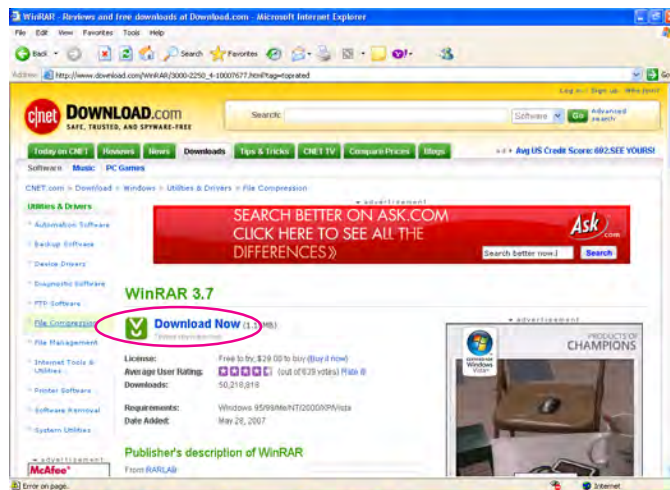 WinRAR - Reviews and free downloads at Download.com - Microsoft Internet Explorer
File Edit View Favorites Tools Help
Back Search Favorites
Address http://www.download.com/WinRAR/3000-2250_4-10007677.html?tag=toprated Go
Log in Sign up
c|net DOWNLOAD.com
SAFE, TRUSTED, AND SPYWARE-FREE
Search: Software Go Advanced search
Today on CNET Reviews News Downloads Tips & Tricks CNET TV Compare Prices Blogs
Avg US Credit Score: 692.SEE YOURS!
Software Music PC Games
CNET.com > Download > Windows > Utilities & Drivers > File Compression
Utilities & Drivers
Automation Software
Backup Software
Device Drivers
Diagnostic Software
FTP Software
File Compression
File Management
Internet Tools & Utilities
Printer Software
Software Removal
System Utilities
advertisement
McAfee
advertisement
SEARCH BETTER ON ASK.COM
CLICK HERE TO SEE ALL THE
DIFFERENCES»
Ask.com
Search better now.| Search
WinRAR 3.7
Download Now
License: Free to try; $29.00 to buy (Buy it now)
Average User Rating: (out of 639 votes) Rate it
Downloads: 50,218,818
Requirements: Windows 95/98/Me/NT/2000/XP/Vista
Date Added: May 28, 2007
Publisher's description of WinRAR
From RARLAB
advertisement
CERTIFIED FOR
Windows
Vista
PRODUCTS OF
CHAMPIONS
Error on page.
Internet